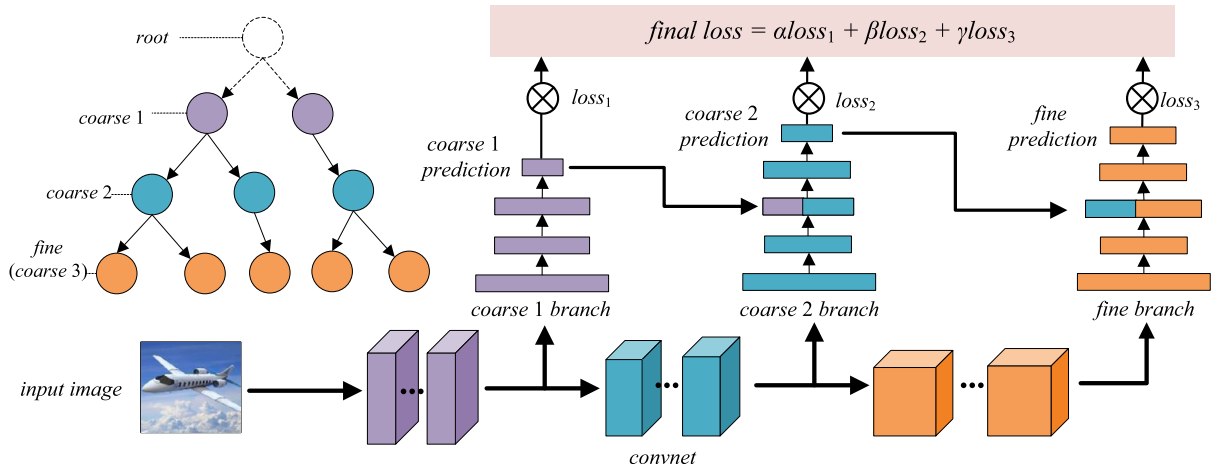 final loss = αloss₁ + βloss₂ + γloss₃
root
coarse 1
coarse 2
fine
(coarse 3)
coarse 1
prediction
loss₁
coarse 2
prediction
loss₂
fine
prediction
loss₃
coarse 1 branch
coarse 2 branch
fine branch
input image
convnet